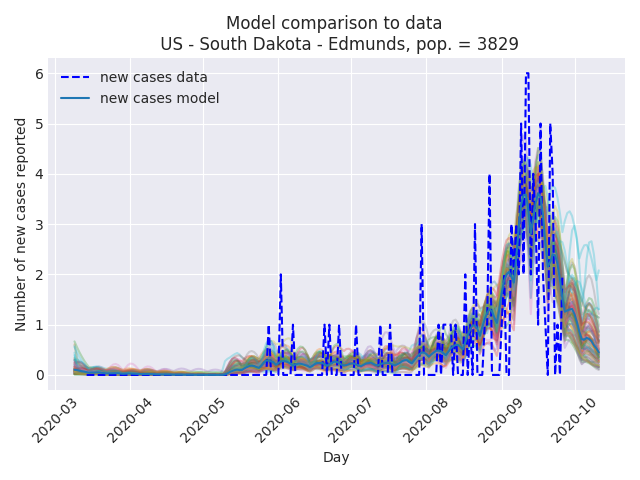 Model comparison to data
US - South Dakota - Edmunds, pop. = 3829
new cases data
new cases model
Number of new cases reported
6
5
4
3
2
1
0
2020-03
2020-04
2020-05
2020-06
2020-07
2020-08
2020-09
2020-10
Day